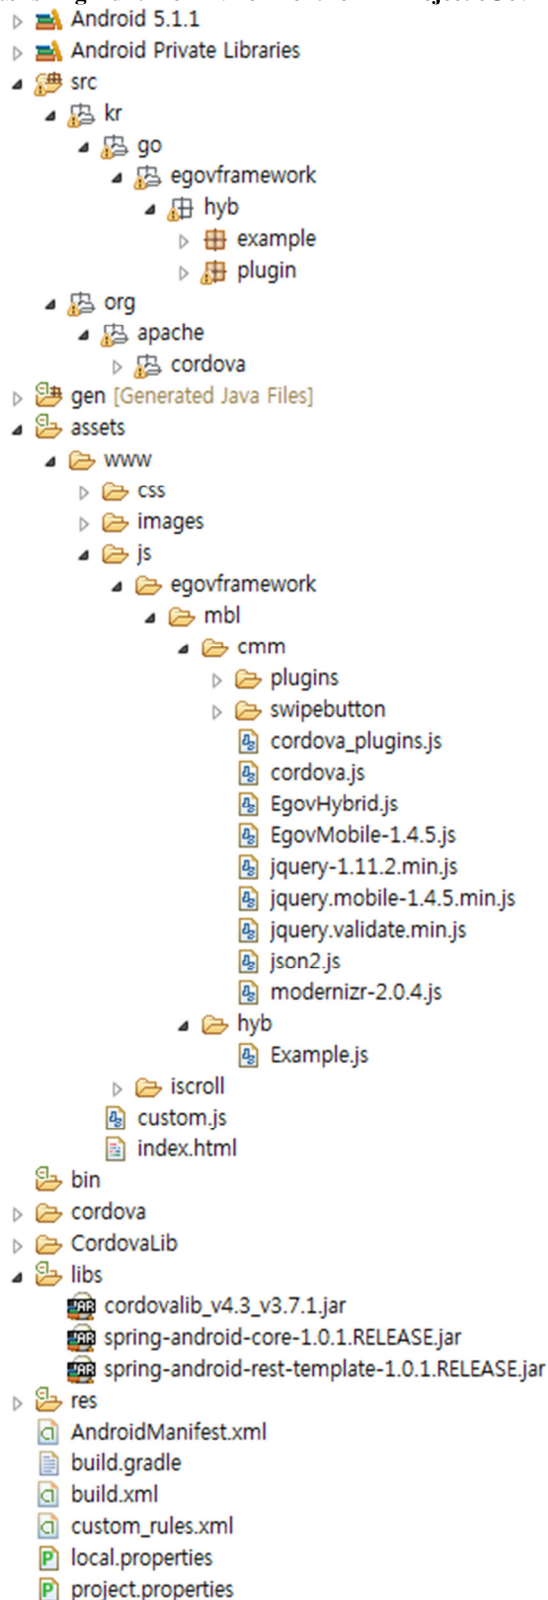 Android 5.1.1
Android Private Libraries
src
kr
go
egovframework
hyb
example
plugin
org
apache
cordova
gen [Generated Java Files]
assets
www
css
images
js
egovframework
mbl
cmm
plugins
swipebutton
cordova_plugins.js
cordova.js
EgovHybrid.js
EgovMobile-1.4.5.js
jquery-1.11.2.min.js
jquery.mobile-1.4.5.min.js
jquery.validate.min.js
json2.js
modernizr-2.0.4.js
hyb
Example.js
iscroll
custom.js
index.html
bin
cordova
CordovaLib
libs
cordovalib_v4.3_v3.7.1.jar
spring-android-core-1.0.1.RELEASE.jar
spring-android-rest-template-1.0.1.RELEASE.jar
res
AndroidManifest.xml
build.gradle
build.xml
custom_rules.xml
local.properties
project.properties